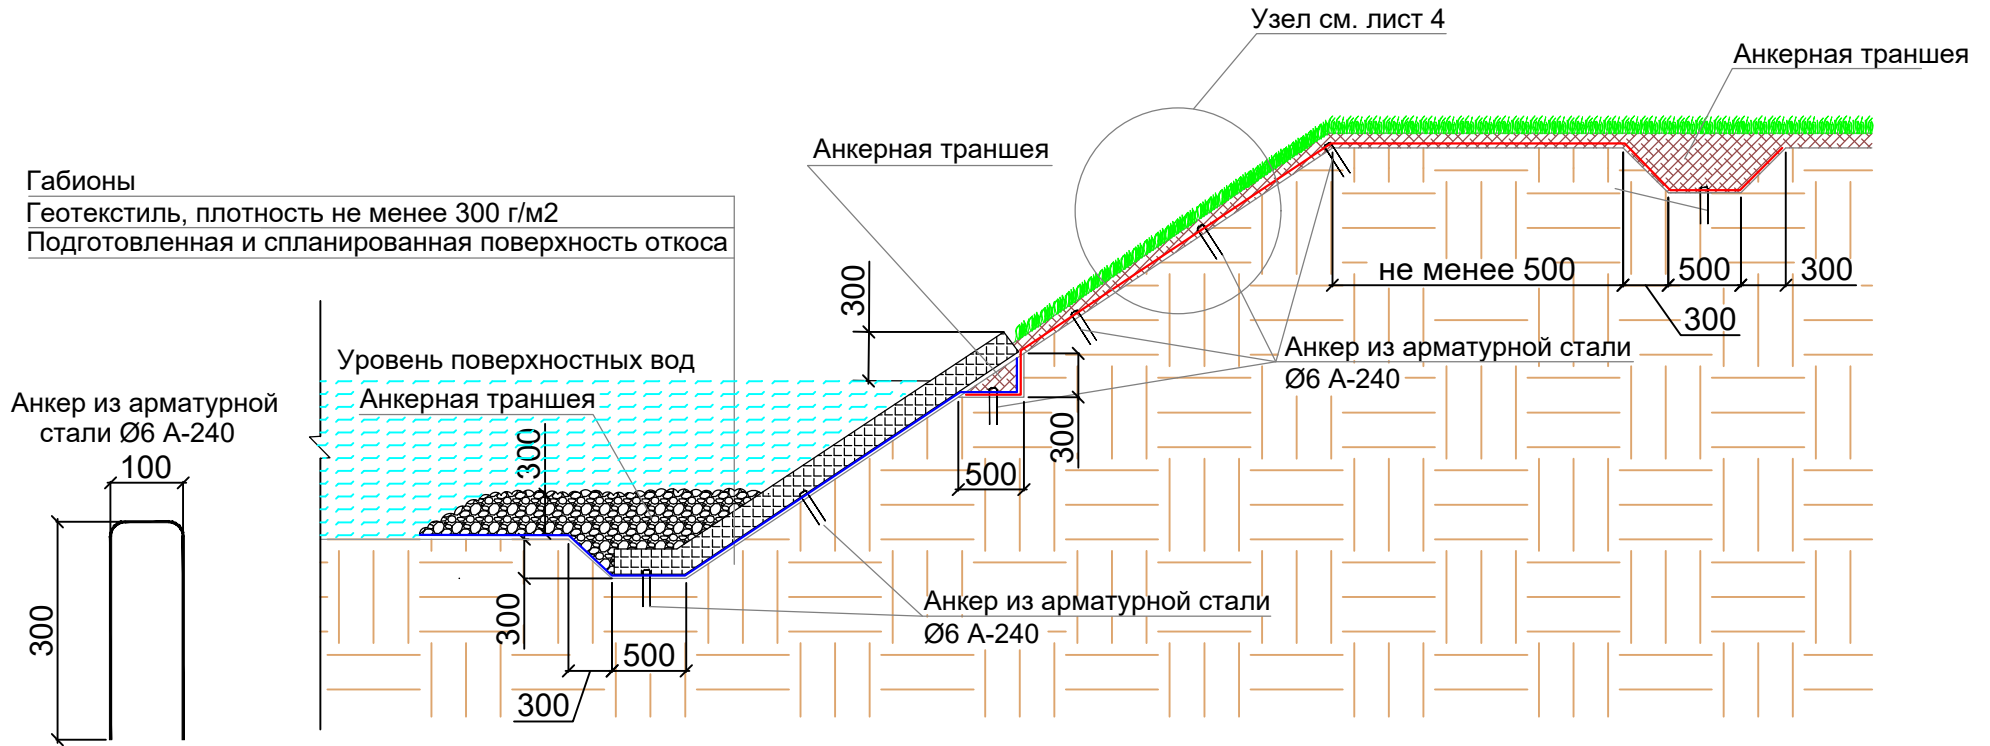 Узел см. лист 4
Анкерная траншея
Анкерная траншея
Габионы
Геотекстиль, плотность не менее 300 г/м2
Подготовленная и спланированная поверхность откоса
300
не менее 500
500
300
300
Уровень поверхностных вод
Анкерная траншея
Анкер из арматурной стали
Ø6 А-240
Анкер из арматурной
стали Ø6 А-240
100
300
300
300
500
300
500
300
Анкер из арматурной стали
Ø6 А-240